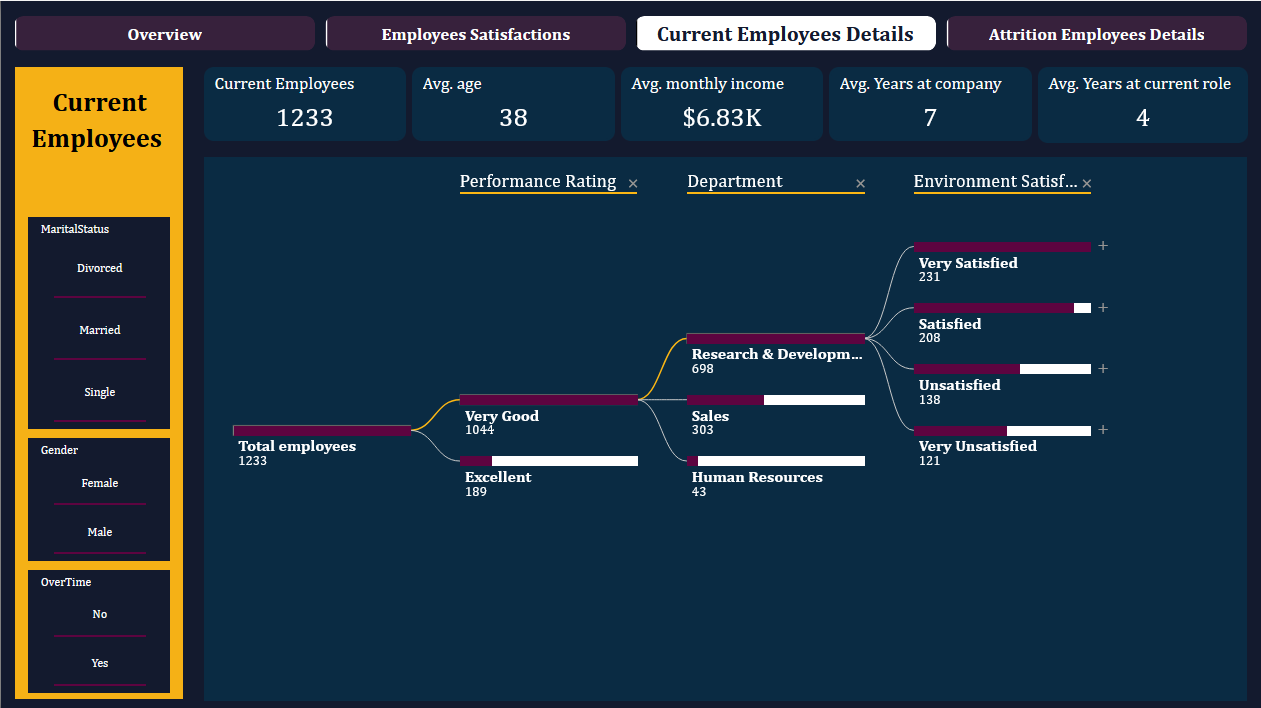 Overview
Employees Satisfactions
Current Employees Details
Attrition Employees Details
Current
Employees
MaritalStatus
Divorced
Married
Single
Gender
Female
Male
OverTime
No
Yes
Current Employees
1233
Avg. age
38
Avg. monthly income
$6.83K
Avg. Years at company
7
Avg. Years at current role
4
Performance Rating ×
Department ×
Environment Satisf... ×
Total employees
1233
Very Good
1044
Excellent
189
Research & Developm...
698
Sales
303
Human Resources
43
+
Very Satisfied
231
+
Satisfied
208
+
Unsatisfied
138
+
Very Unsatisfied
121